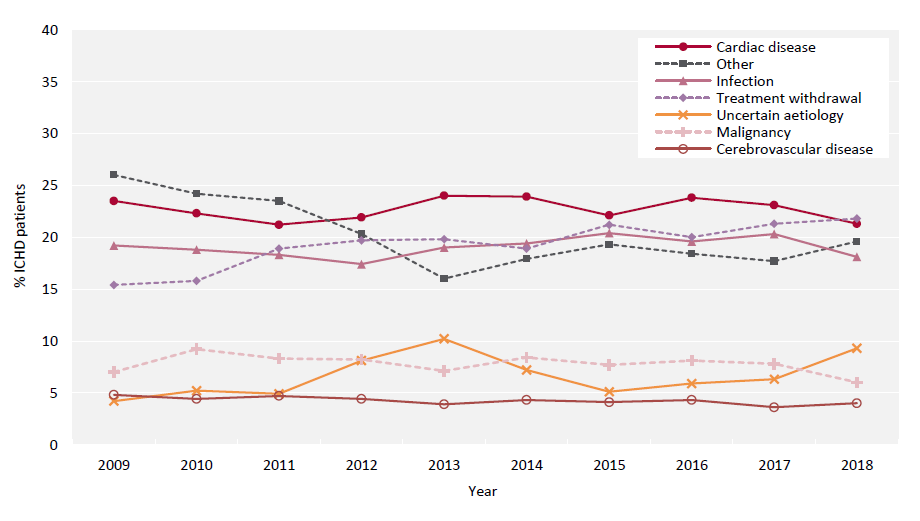 40
35
30
25
20
15
10
5
0
% ICHD patients
Cardiac disease
Other
Infection
Treatment withdrawal
Uncertain aetiology
Malignancy
Cerebrovascular disease
2009 2010 2011 2012 2013 2014 2015 2016 2017 2018
Year